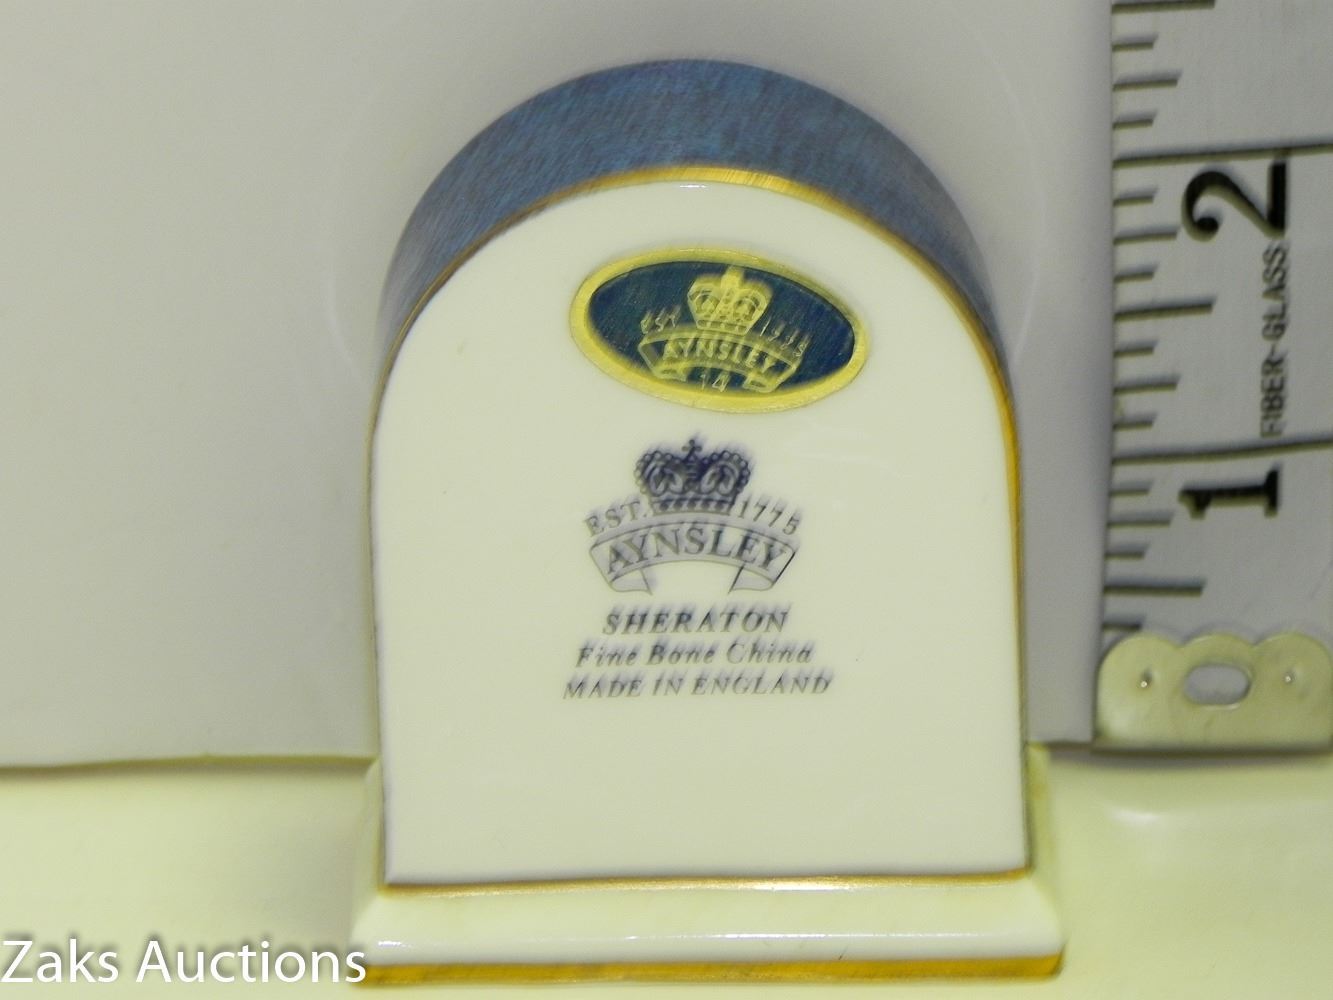 EST 1775
AYNSLEY
14
EST. 1775
AYNSLEY
SHERATON
Fine Bone China
MADE IN ENGLAND
2
FIBER-GLASS
1
Zaks Auctions